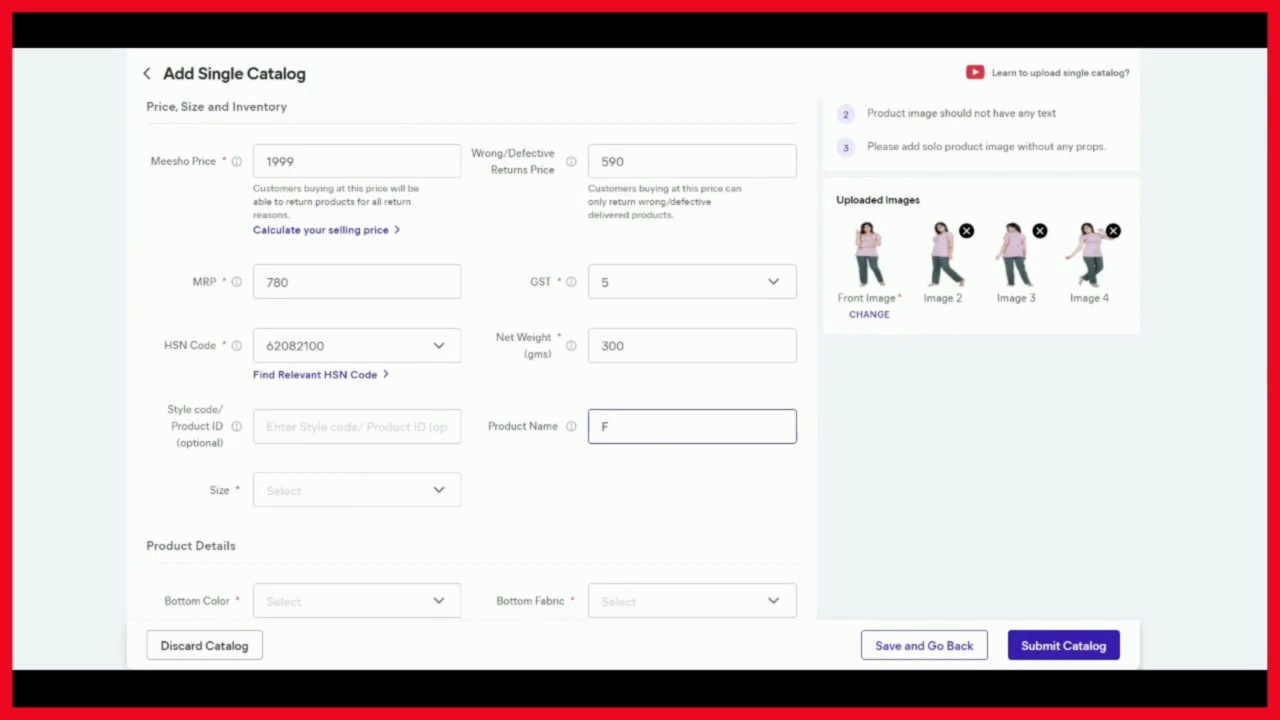 Add Single Catalog
Learn to upload single catalog?
Price, Size and Inventory
2 Product image should not have any text
3 Please add solo product image without any props.
Meesho Price *
1999
Customers buying at this price will be
able to return products for all return
reasons.
Calculate your selling price >
Wrong/Defective
Returns Price
590
Customers buying at this price can
only return wrong/defective
delivered products.
Uploaded Images
Front Image *
CHANGE
Image 2
Image 3
Image 4
MRP *
780
GST *
5
HSN Code *
62082100
Find Relevant HSN Code >
Net Weight *
(gms)
300
Style code/
Product ID
(optional)
Enter Style code/ Product ID (op
Product Name
F
Size *
Select
Product Details
Bottom Color *
Select
Bottom Fabric *
Select
Discard Catalog
Save and Go Back
Submit Catalog